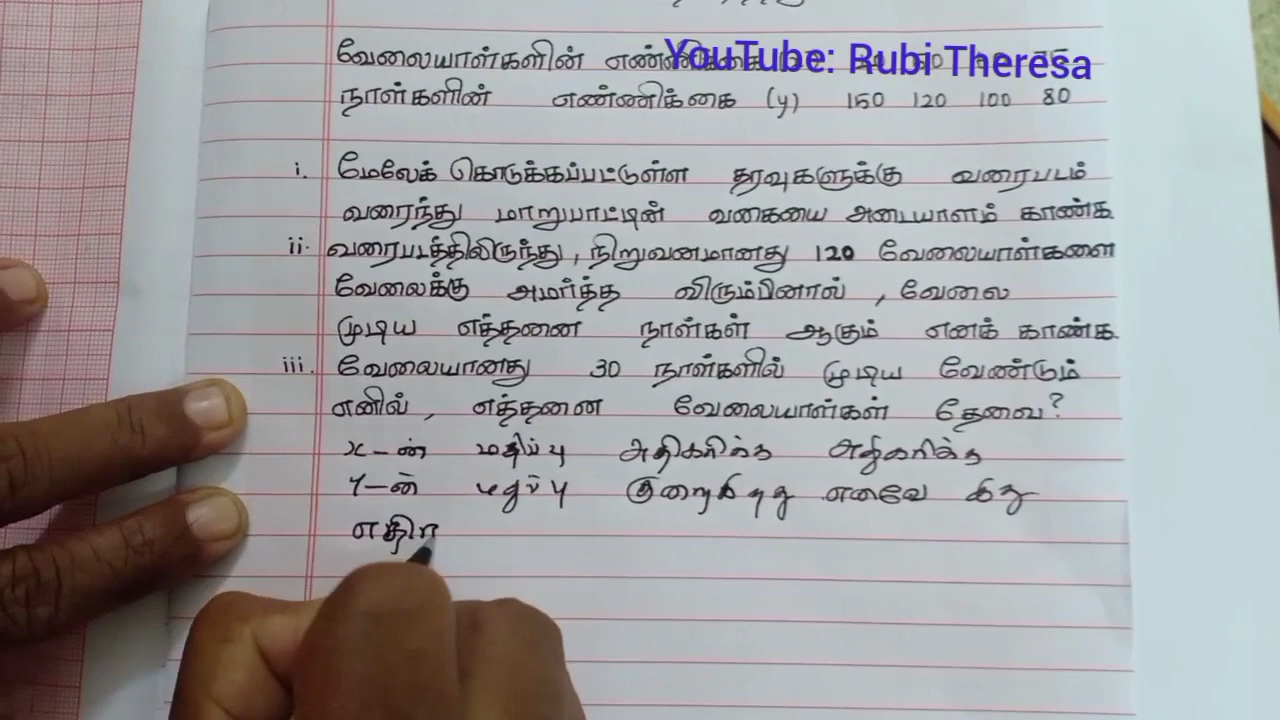 YouTube: Rubi Theresa
வேலையாள்களின் எண்ணிக்கை
நாள்களின் எண்ணிக்கை (y) 150 120 100 80
i. மேலேக் கொடுக்கப்பட்டுள்ள தரவுகளுக்கு வரைபடம்
வரைந்து மாறுபாட்டின் வகையை அடையாளம் காண்க.
ii. வரைபடத்திலிருந்து, நிறுவனமானது 120 வேலையாள்களை
வேலைக்கு அமர்த்த விரும்பினால், வேலை
முடிய எத்தனை நாள்கள் ஆகும் எனக் காண்க.
iii. வேலையானது 30 நாள்களில் முடிய வேண்டும்
எனில், எத்தனை வேலையாள்கள் தேவை?
x-ன் மதிப்பு அதிகரிக்க அதிகரிக்க
y-ன் மதிப்பு குறைகிறது எனவே இது
எதிர